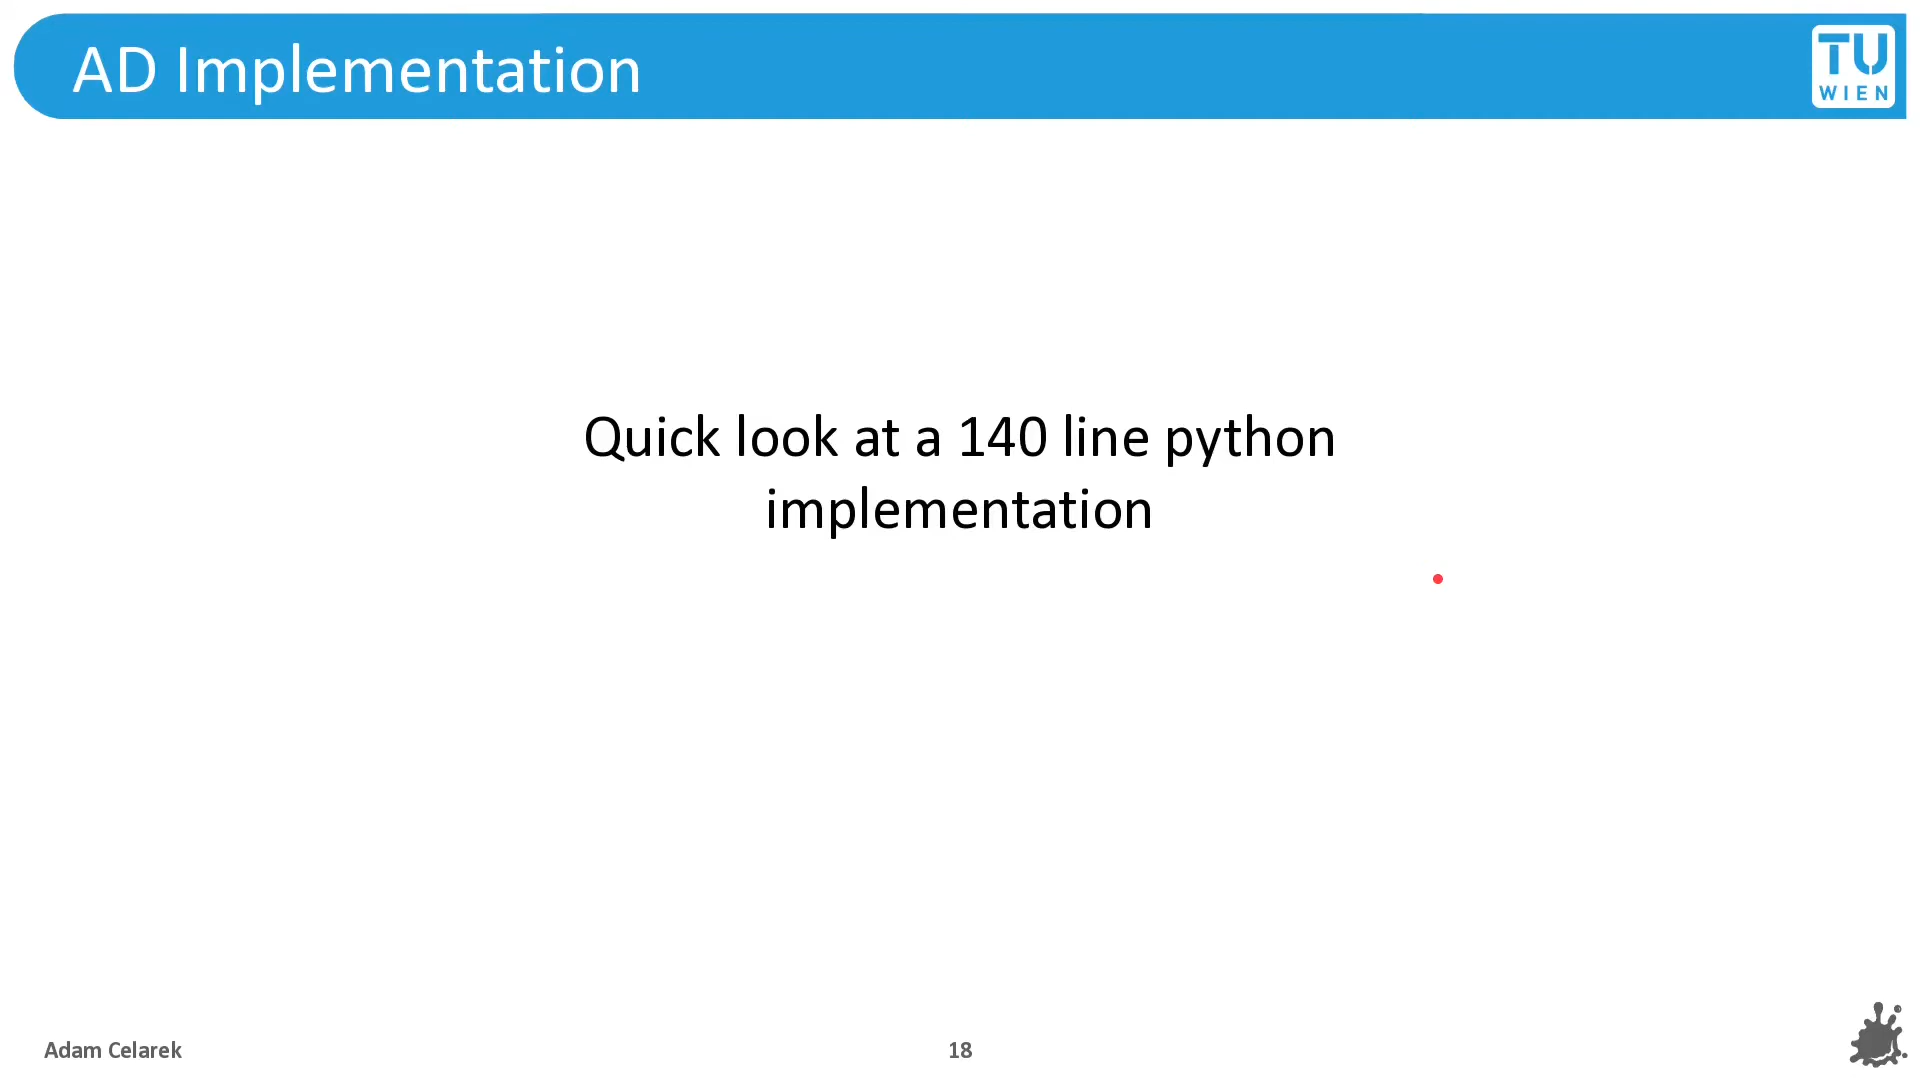 AD Implementation
TU
WIEN
Quick look at a 140 line python
implementation
Adam Celarek
18